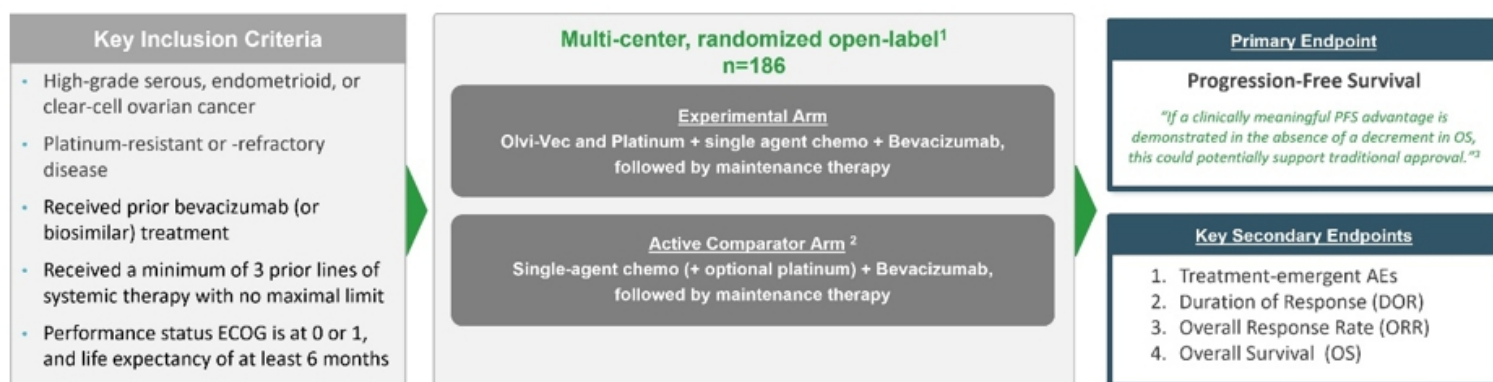 Key Inclusion Criteria
• High-grade serous, endometrioid, or
clear-cell ovarian cancer
• Platinum-resistant or -refractory
disease
• Received prior bevacizumab (or
biosimilar) treatment
• Received a minimum of 3 prior lines of
systemic therapy with no maximal limit
• Performance status ECOG is at 0 or 1,
and life expectancy of at least 6 months
Multi-center, randomized open-label¹
n=186
Experimental Arm
Olvi-Vec and Platinum + single agent chemo + Bevacizumab,
followed by maintenance therapy
Active Comparator Arm ²
Single-agent chemo (+ optional platinum) + Bevacizumab,
followed by maintenance therapy
Primary Endpoint
Progression-Free Survival
"If a clinically meaningful PFS advantage is
demonstrated in the absence of a decrement in OS,
this could potentially support traditional approval."³
Key Secondary Endpoints
1. Treatment-emergent AEs
2. Duration of Response (DOR)
3. Overall Response Rate (ORR)
4. Overall Survival (OS)